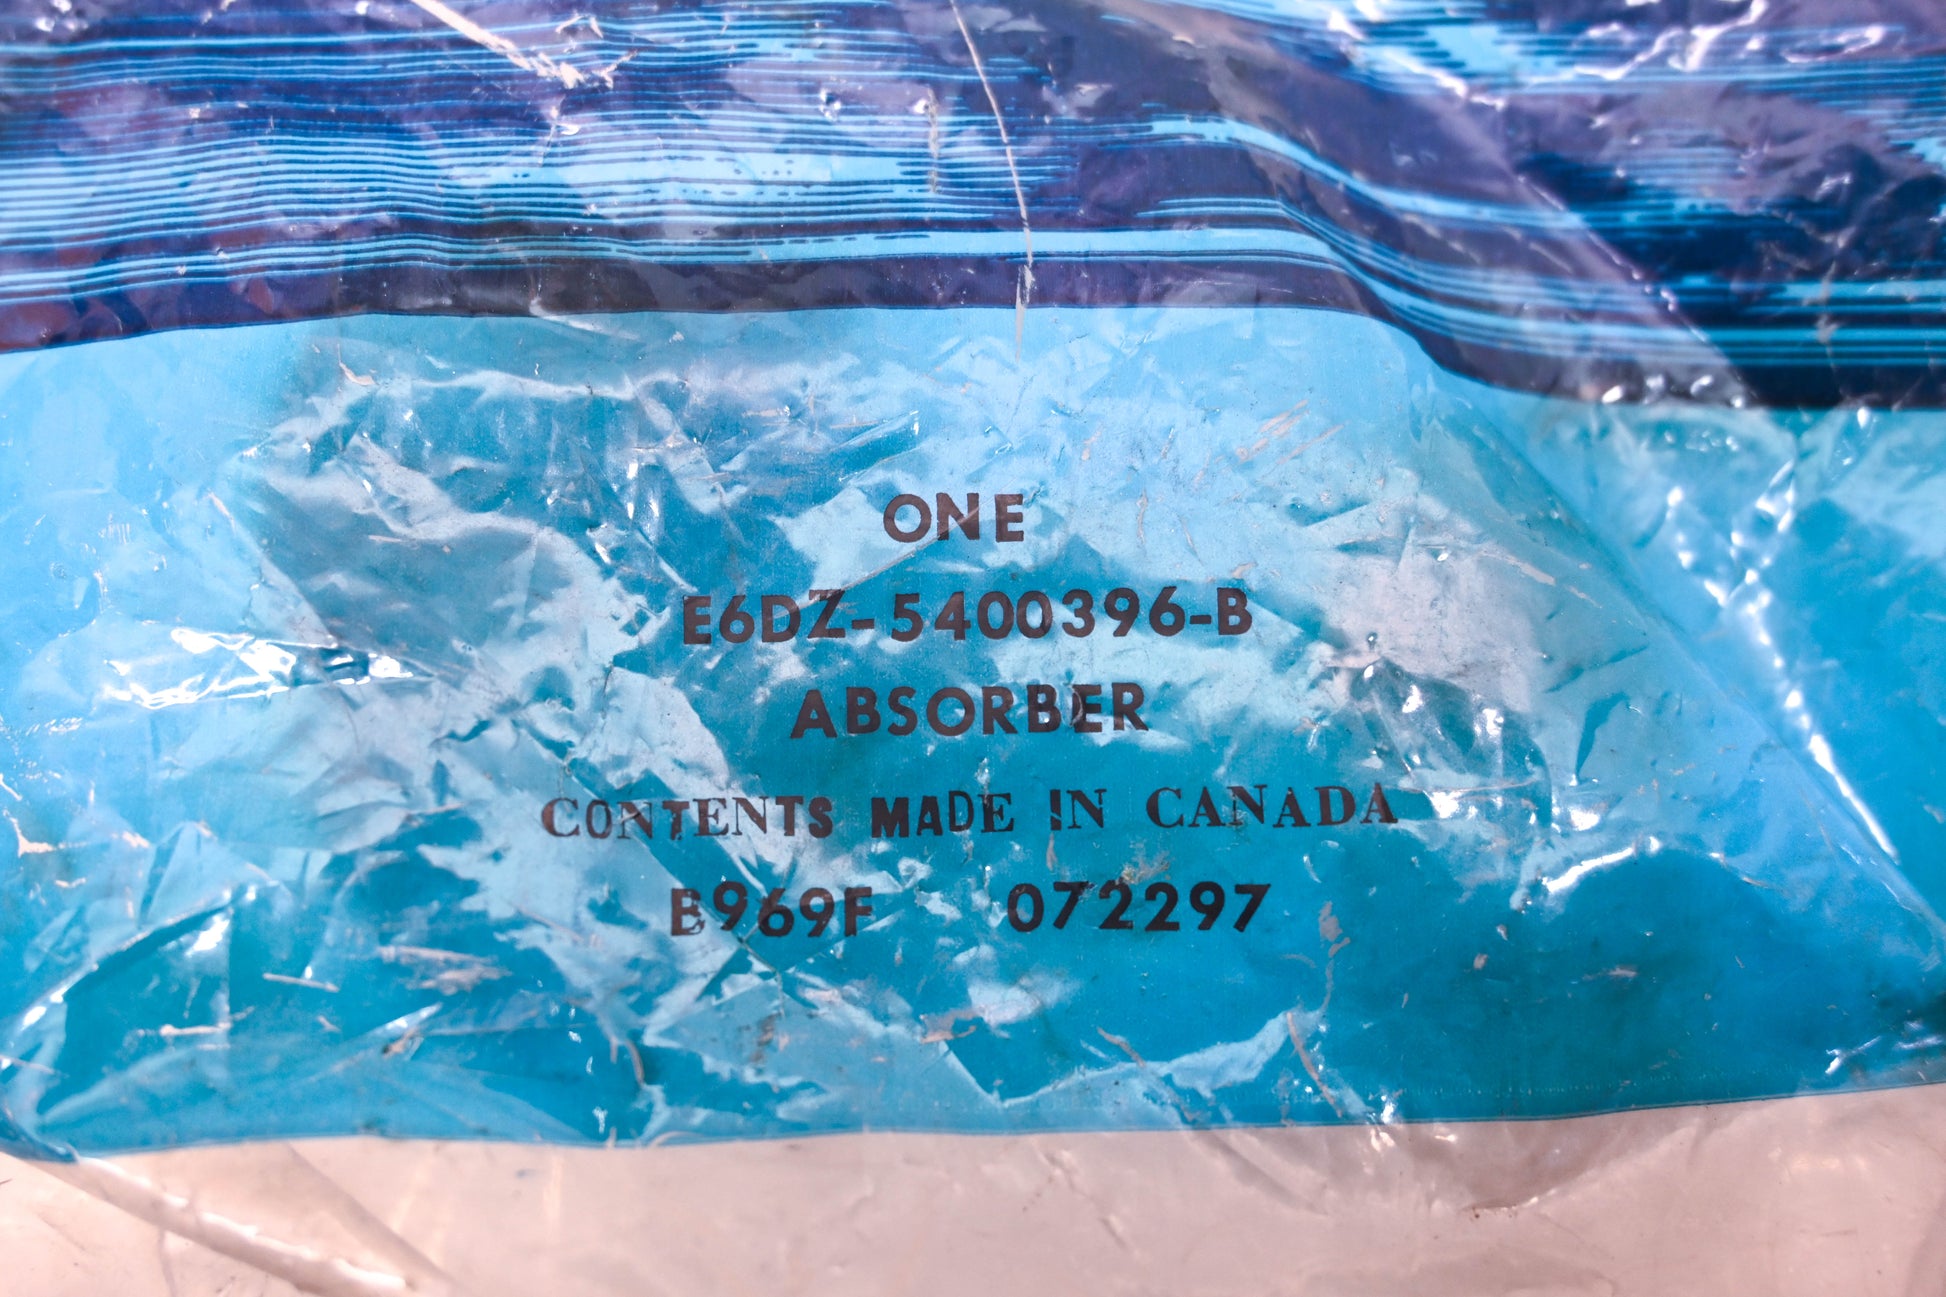 ONE
E6DZ-5400396-B
ABSORBER
CONTENTS MADE IN CANADA
B969F 072297